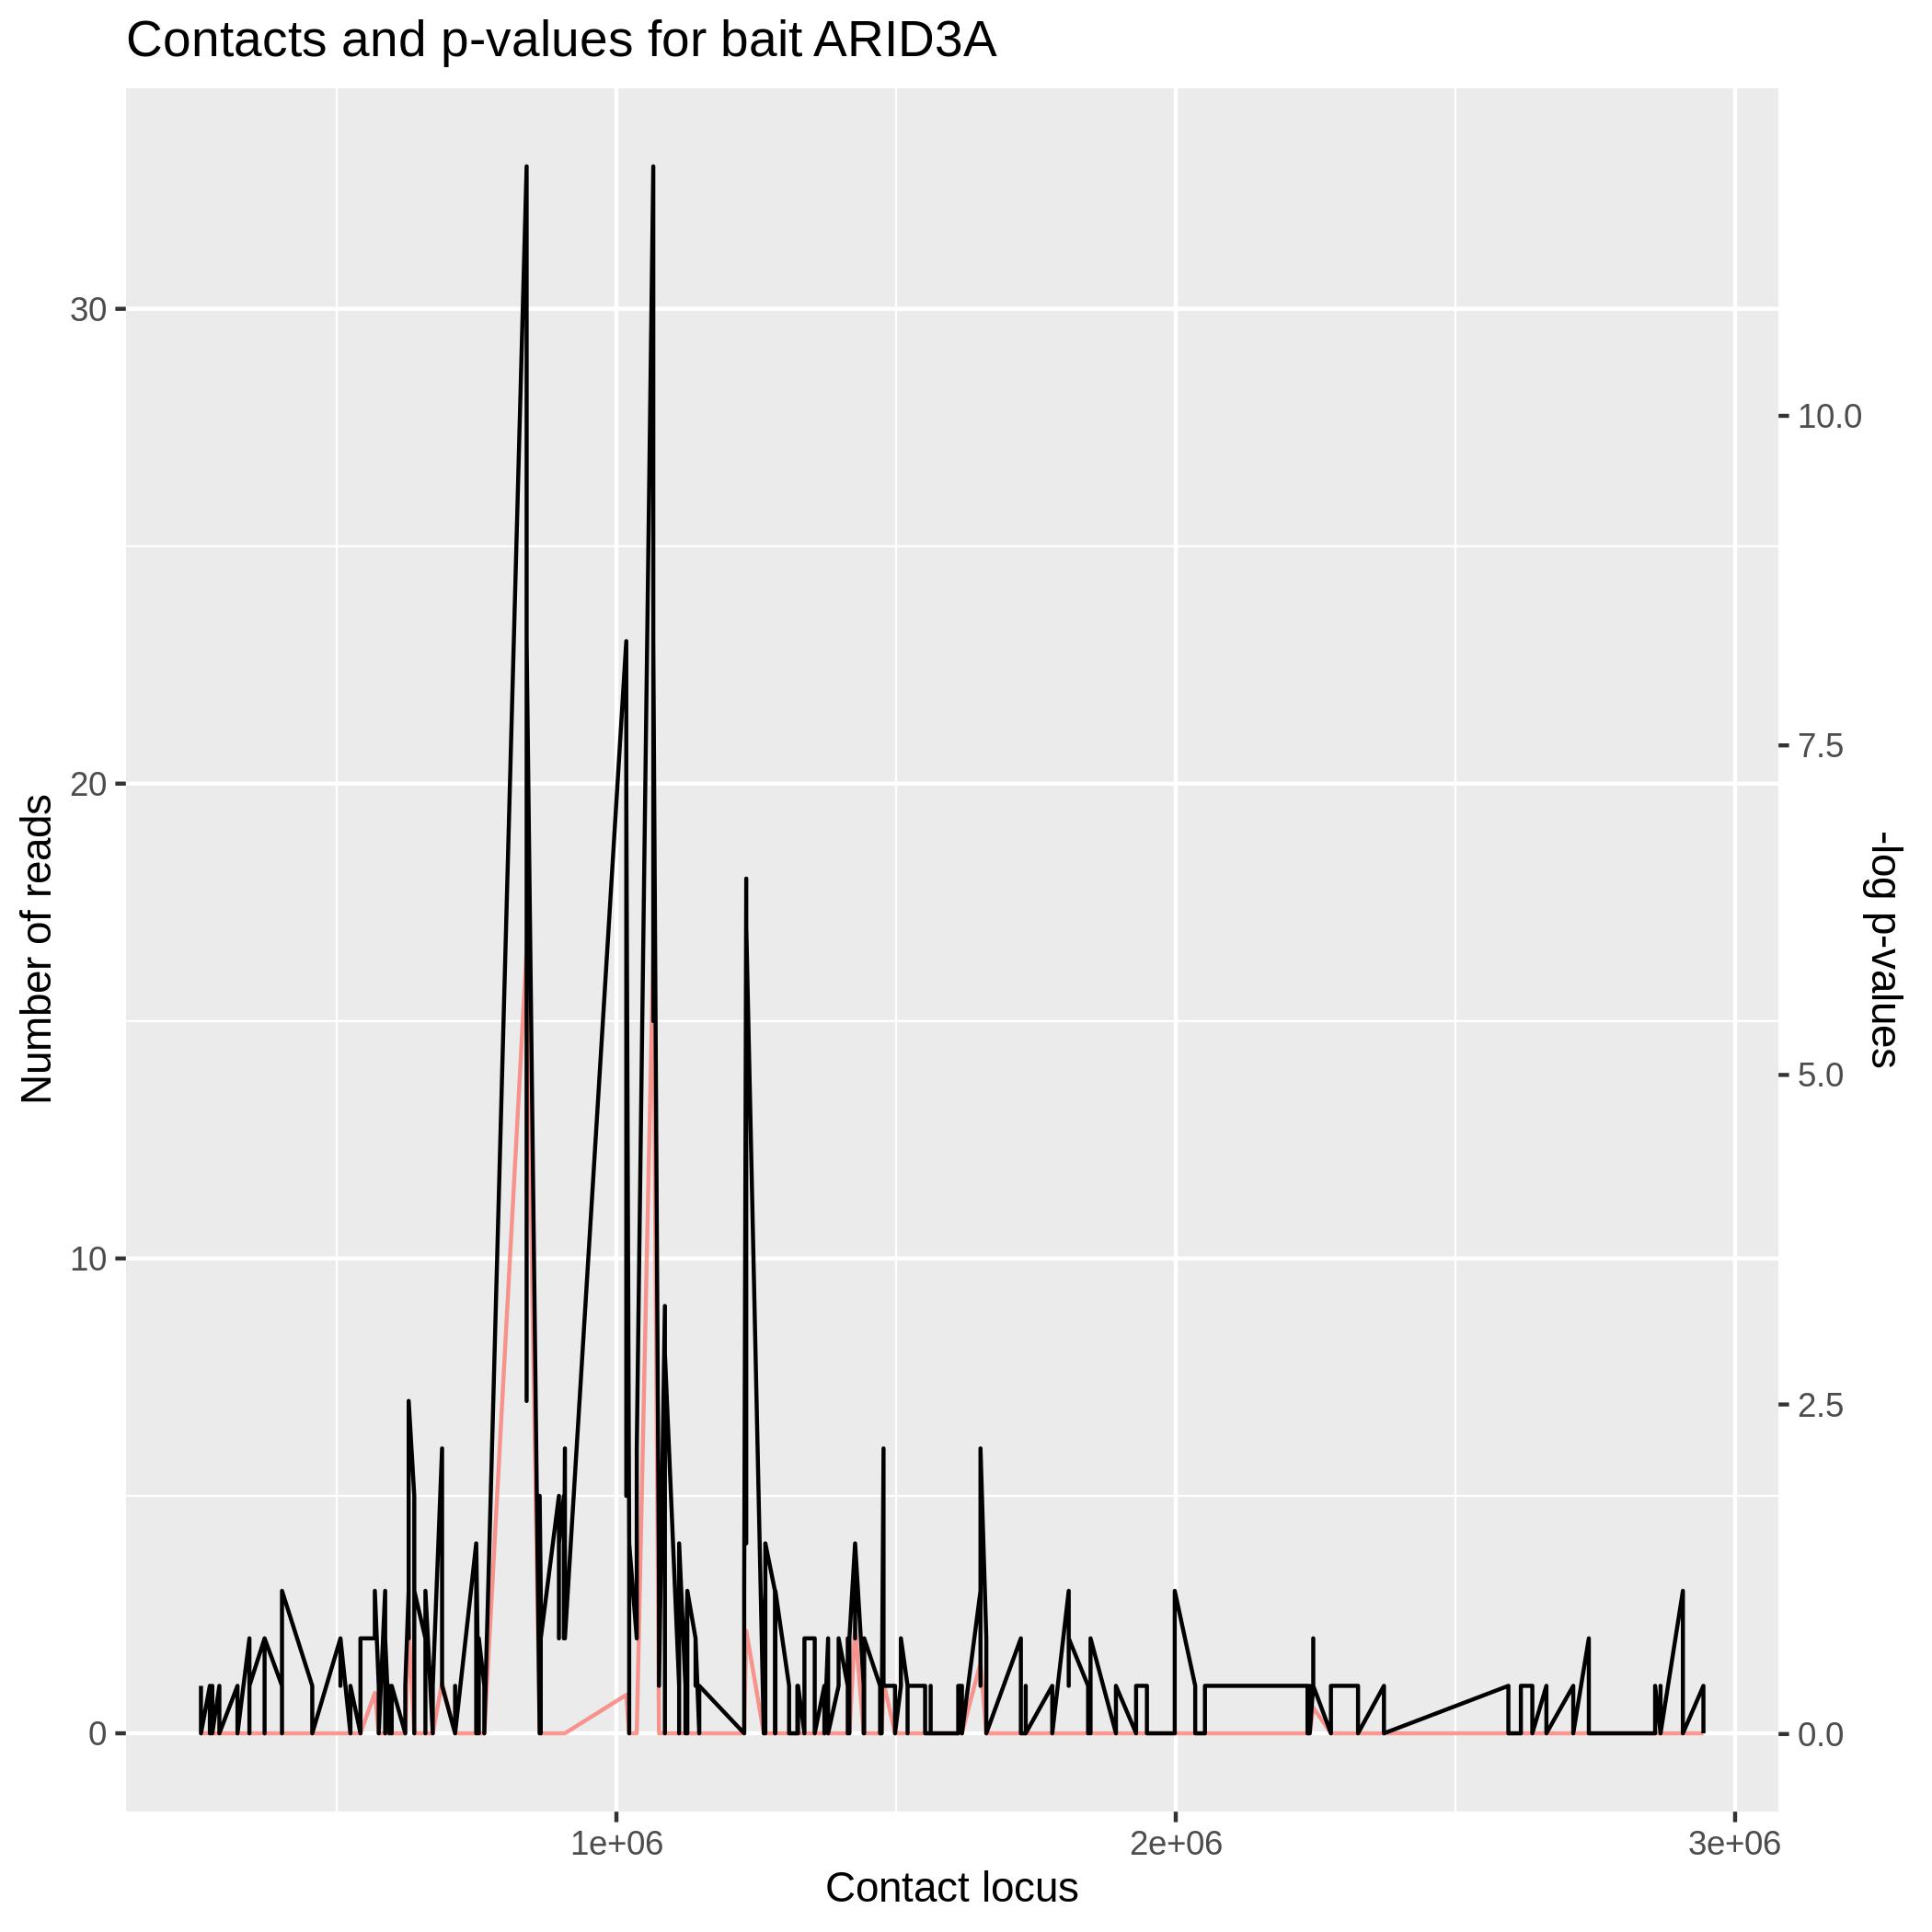 Contacts and p-values for bait ARID3A
30
20
10
0
Number of reads
10.0
7.5
5.0
2.5
0.0
-log p-values
1e+06 2e+06 3e+06
Contact locus